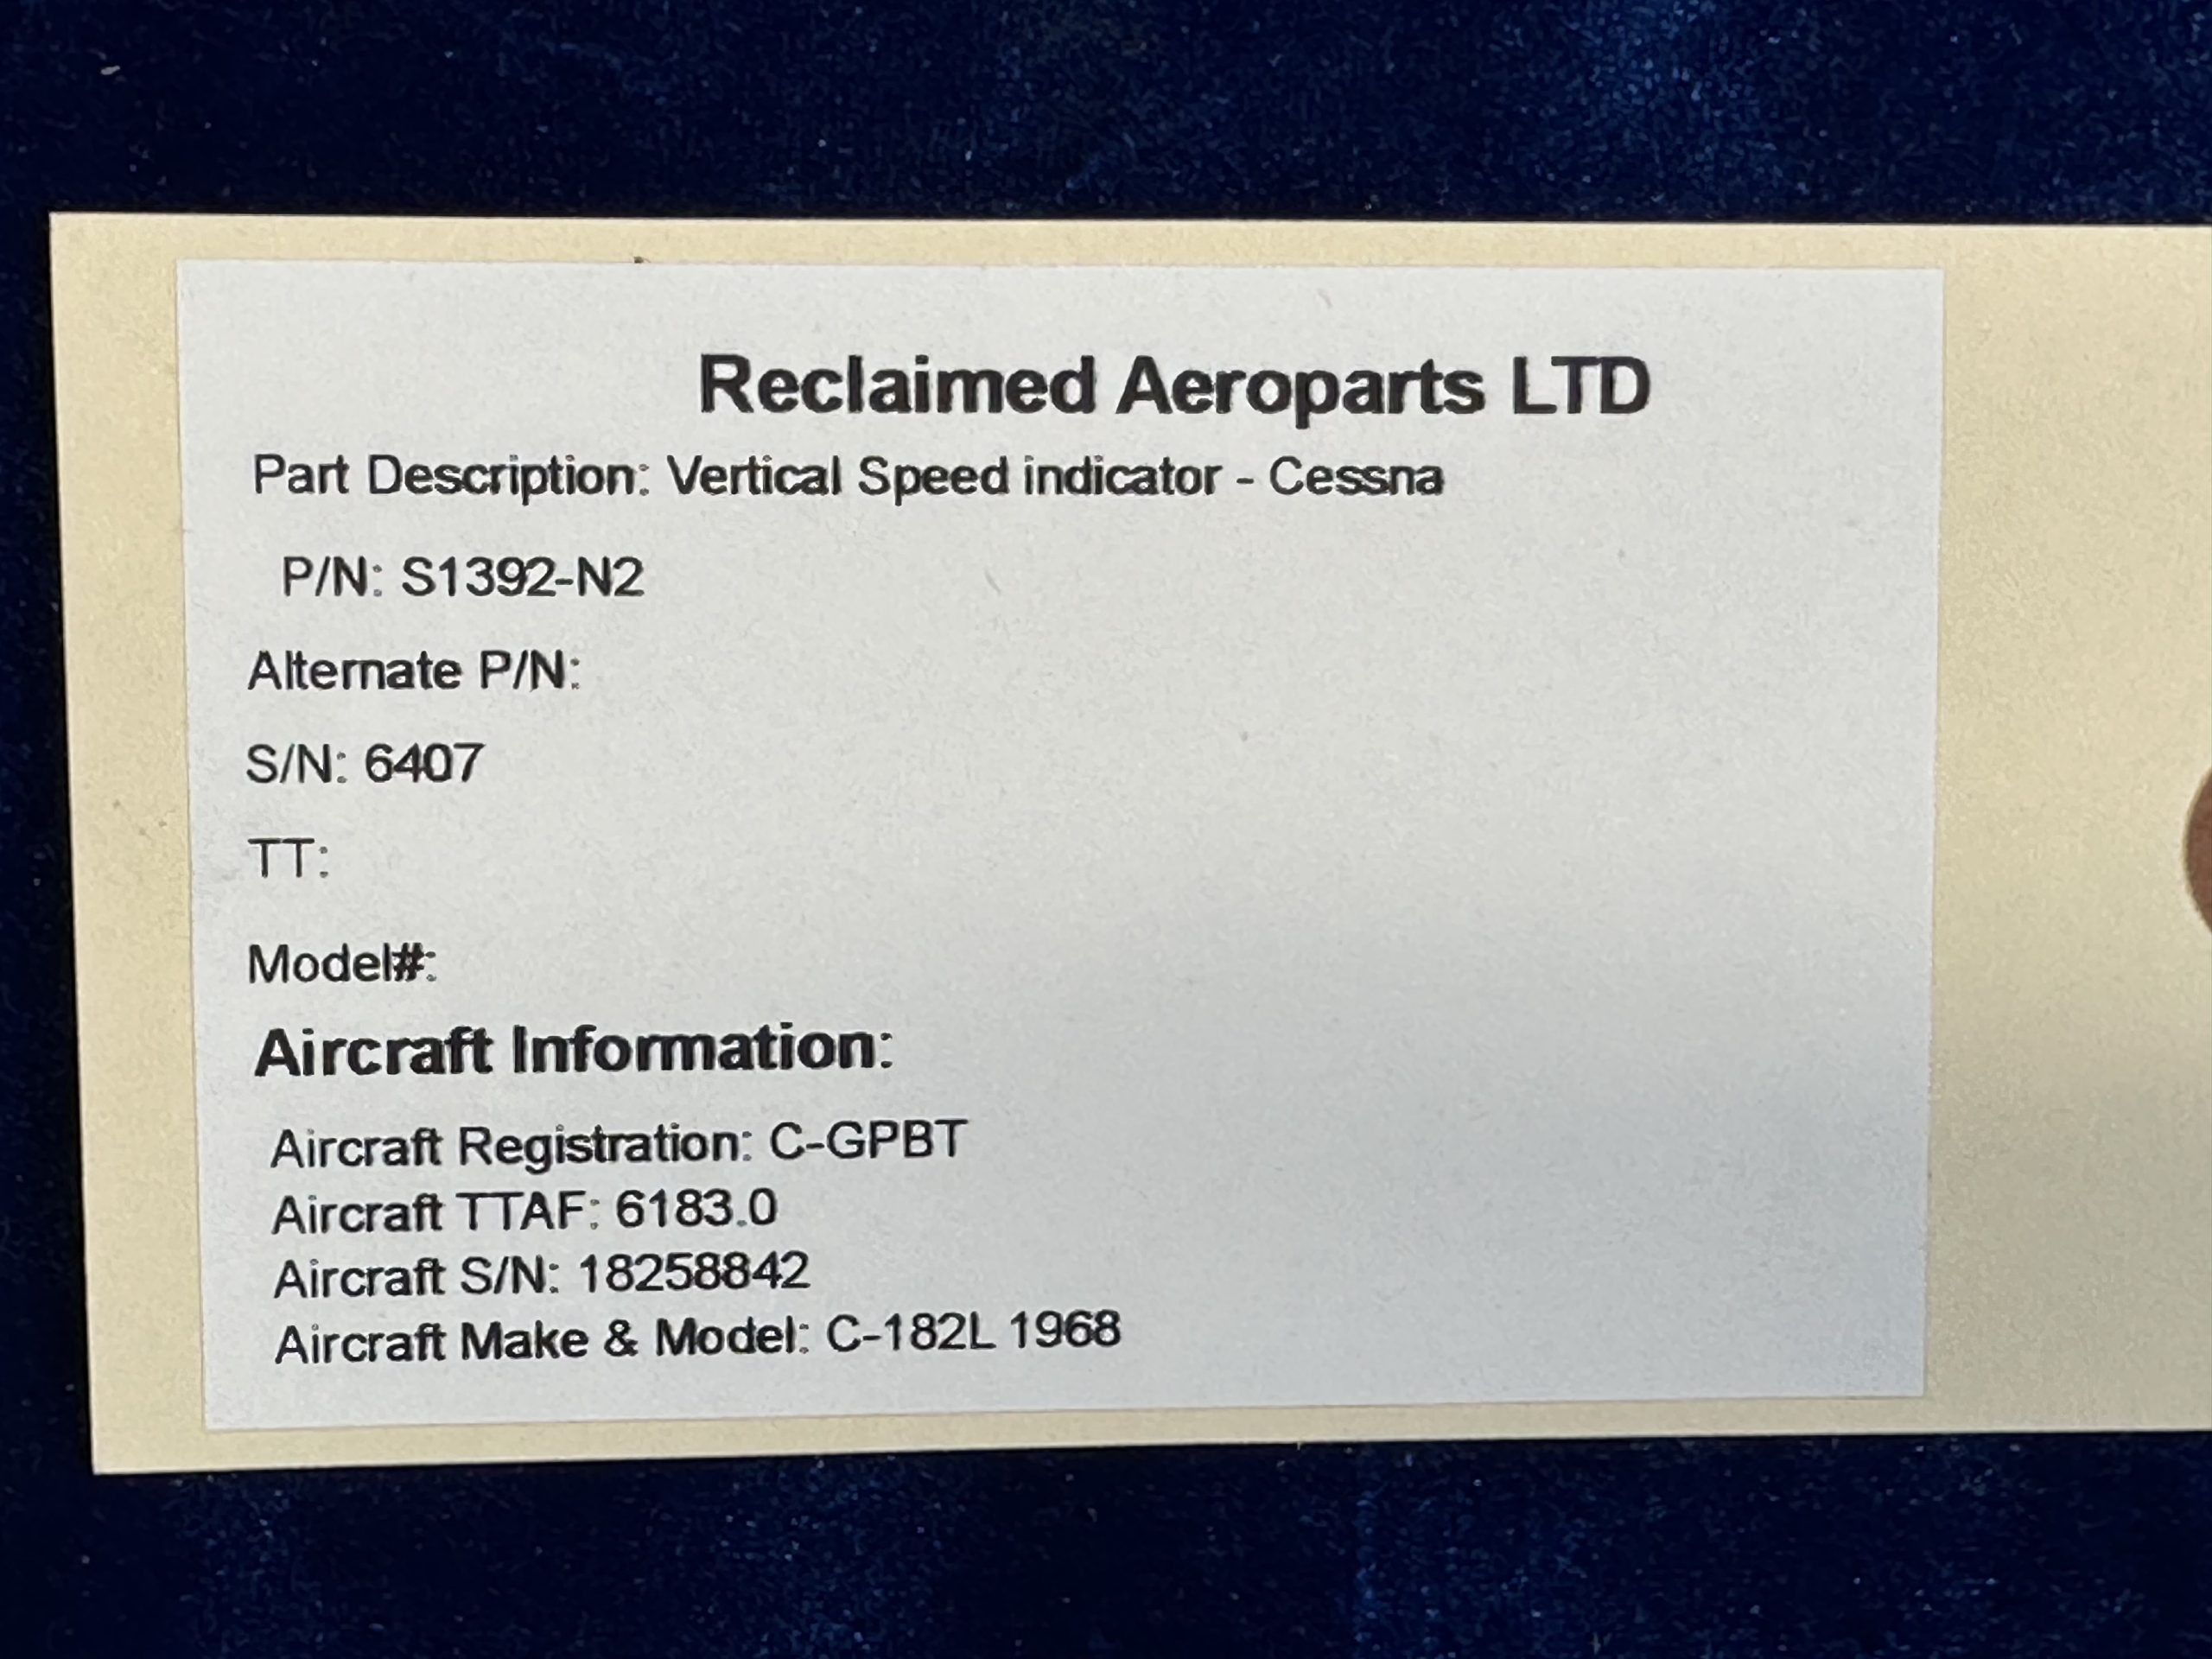 Reclaimed Aeroparts LTD
Part Description: Vertical Speed indicator - Cessna
P/N: S1392-N2
Alternate P/N:
S/N: 6407
TT:
Model#:
Aircraft Information:
Aircraft Registration: C-GPBT
Aircraft TTAF: 6183.0
Aircraft S/N: 18258842
Aircraft Make & Model: C-182L 1968